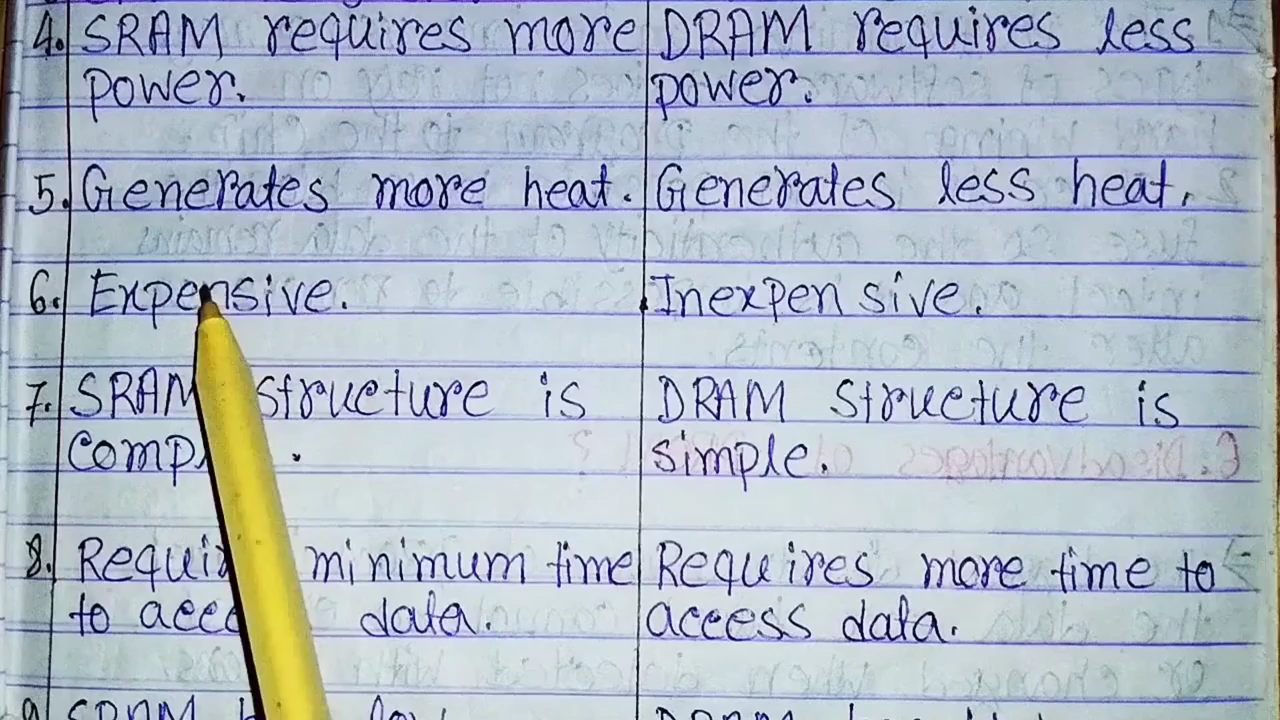 4. SRAM requires more power.
DRAM requires less power.
5. Generates more heat.
Generates less heat.
6. Expensive.
Inexpensive.
7. SRAM structure is
DRAM structure is simple.
8. minimum time to data.
Requires more time to access data.
9. SRAM